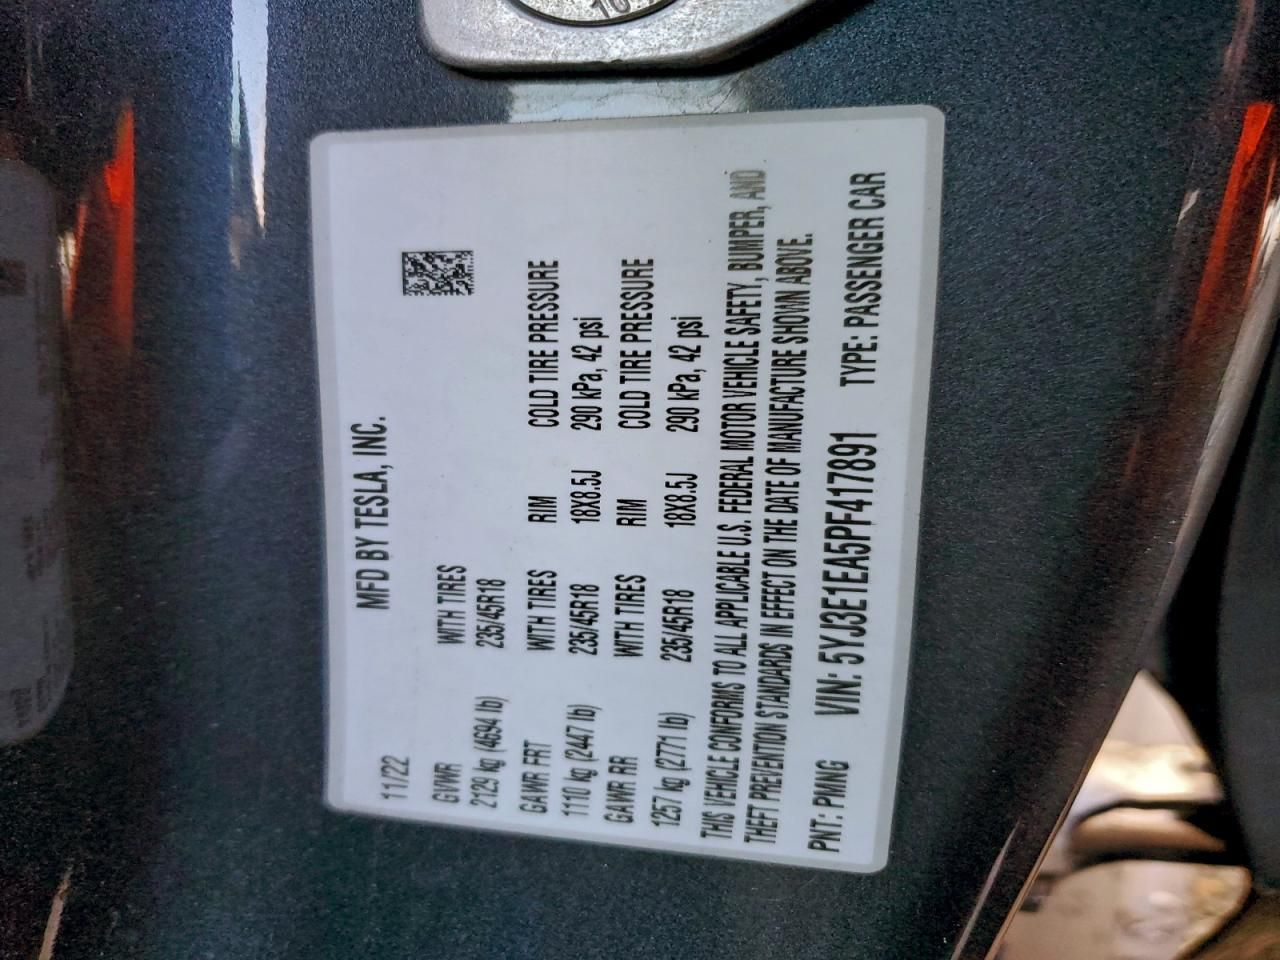 10
MFD BY TESLA, INC.
11/22
GVWR WITH TIRES
2129 kg (4694 lb) 235/45R18
GAWR FRT WITH TIRES RIM COLD TIRE PRESSURE
1110 kg (2447 lb) 235/45R18 18X8.5J 290 kPa, 42 psi
GAWR RR WITH TIRES RIM COLD TIRE PRESSURE
1257 kg (2771 lb) 235/45R18 18X8.5J 290 kPa, 42 psi
THIS VEHICLE CONFORMS TO ALL APPLICABLE U.S. FEDERAL MOTOR VEHICLE SAFETY, BUMPER, AND
THEFT PREVENTION STANDARDS IN EFFECT ON THE DATE OF MANUFACTURE SHOWN ABOVE.
PNT: PMNG VIN: 5YJ3E1EA5PF417891 TYPE: PASSENGER CAR